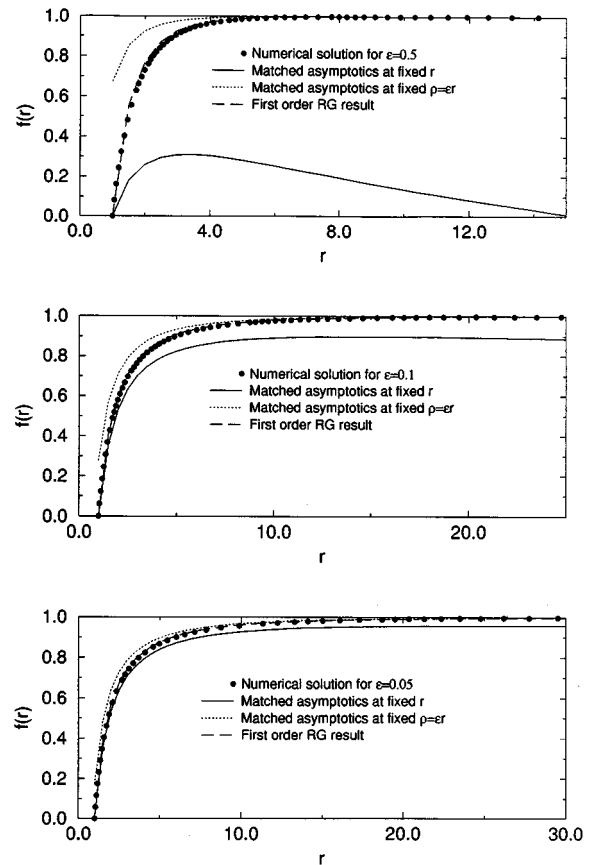 1.0
0.8
0.6
0.4
0.2
0.0
f(r)
Numerical solution for ε=0.5
Matched asymptotics at fixed r
Matched asymptotics at fixed ρ=εr
First order RG result
4.0
8.0
12.0
r
1.0
0.8
0.6
0.4
0.2
0.0
f(r)
Numerical solution for ε=0.1
Matched asymptotics at fixed r
Matched asymptotics at fixed ρ=εr
First order RG result
0.0
10.0
20.0
r
1.0
0.8
0.6
0.4
0.2
0.0
f(r)
Numerical solution for ε=0.05
Matched asymptotics at fixed r
Matched asymptotics at fixed ρ=εr
First order RG result
0.0
10.0
20.0
30.0
r